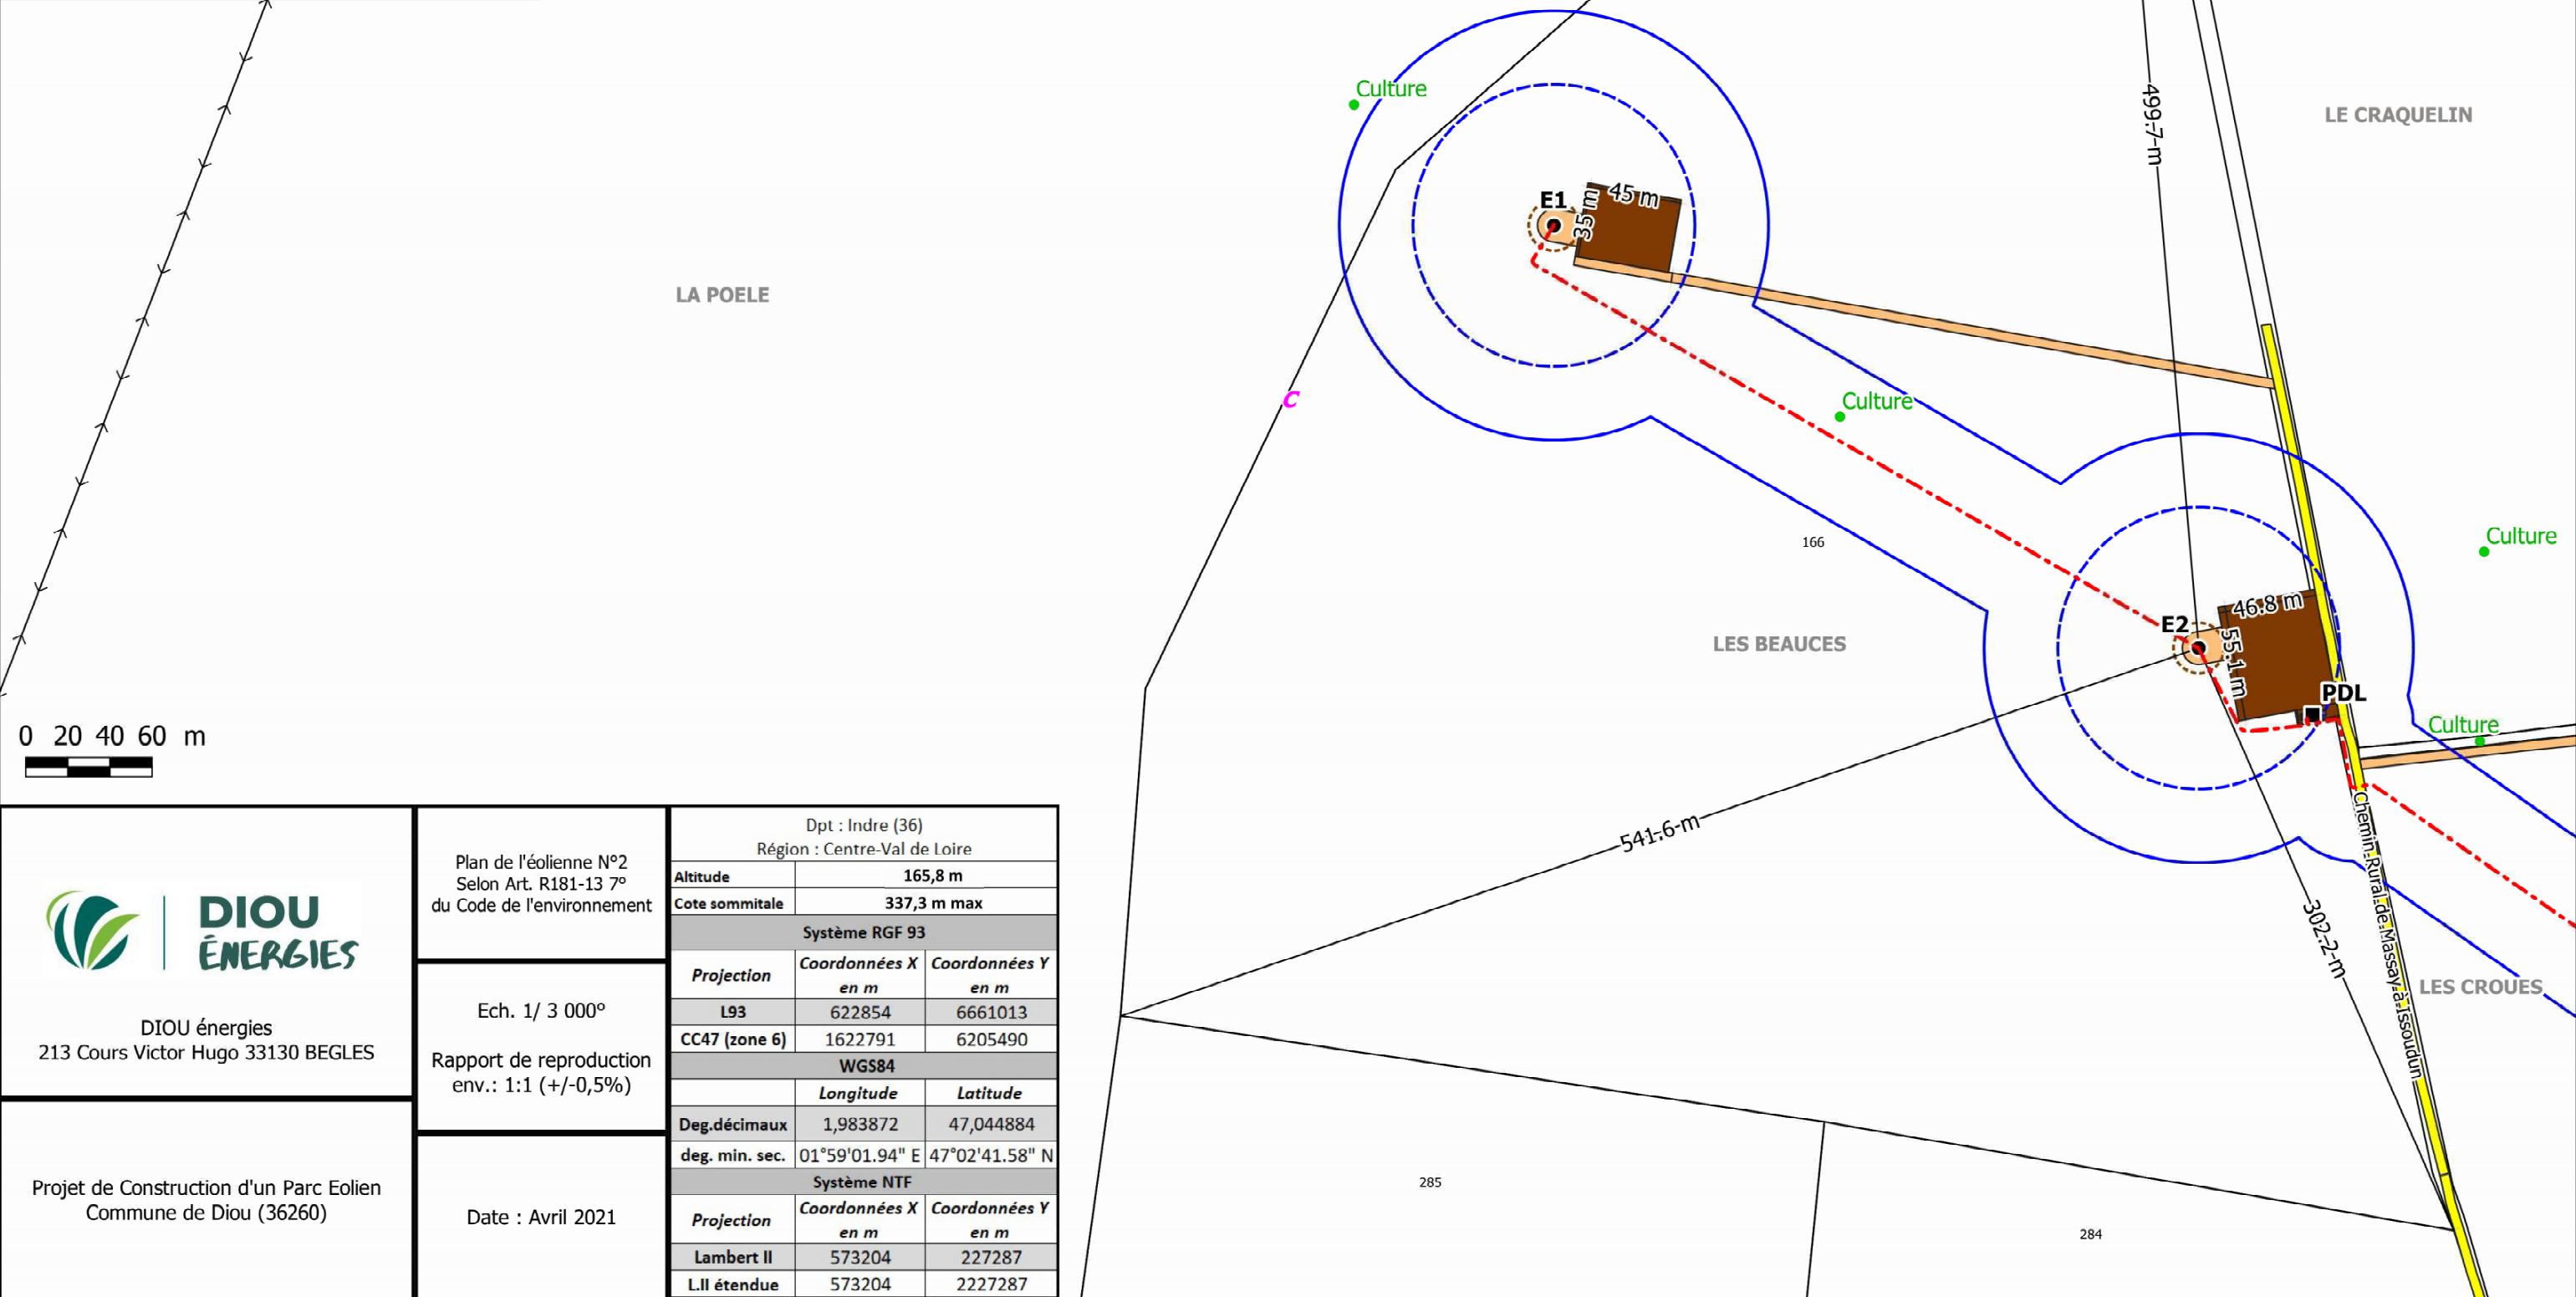 Culture
499.7 m
LE CRAQUELIN
E1
45 m
35 m
LA POELE
C
Culture
166
Culture
LES BEAUCES
E2
46.8 m
55.1 m
PDL
Culture
0 20 40 60 m
541.6 m
302.2 m
Chemin Rural de Massay à Issoudun
LES CROUES
285
284
DIOU
ÉNERGIES
DIOU énergies
213 Cours Victor Hugo 33130 BEGLES
Projet de Construction d'un Parc Eolien
Commune de Diou (36260)
Plan de l'éolienne N°2
Selon Art. R181-13 7°
du Code de l'environnement
Ech. 1/ 3 000°
Rapport de reproduction
env.: 1:1 (+/-0,5%)
Date : Avril 2021
Dpt : Indre (36)
Région : Centre-Val de Loire
Altitude 165,8 m
Cote sommitale 337,3 m max
Système RGF 93
Projection Coordonnées X en m Coordonnées Y en m
L93 622854 6661013
CC47 (zone 6) 1622791 6205490
WGS84
Longitude Latitude
Deg.décimaux 1,983872 47,044884
deg. min. sec. 01°59'01.94" E 47°02'41.58" N
Système NTF
Projection Coordonnées X en m Coordonnées Y en m
Lambert II 573204 227287
L.II étendue 573204 2227287